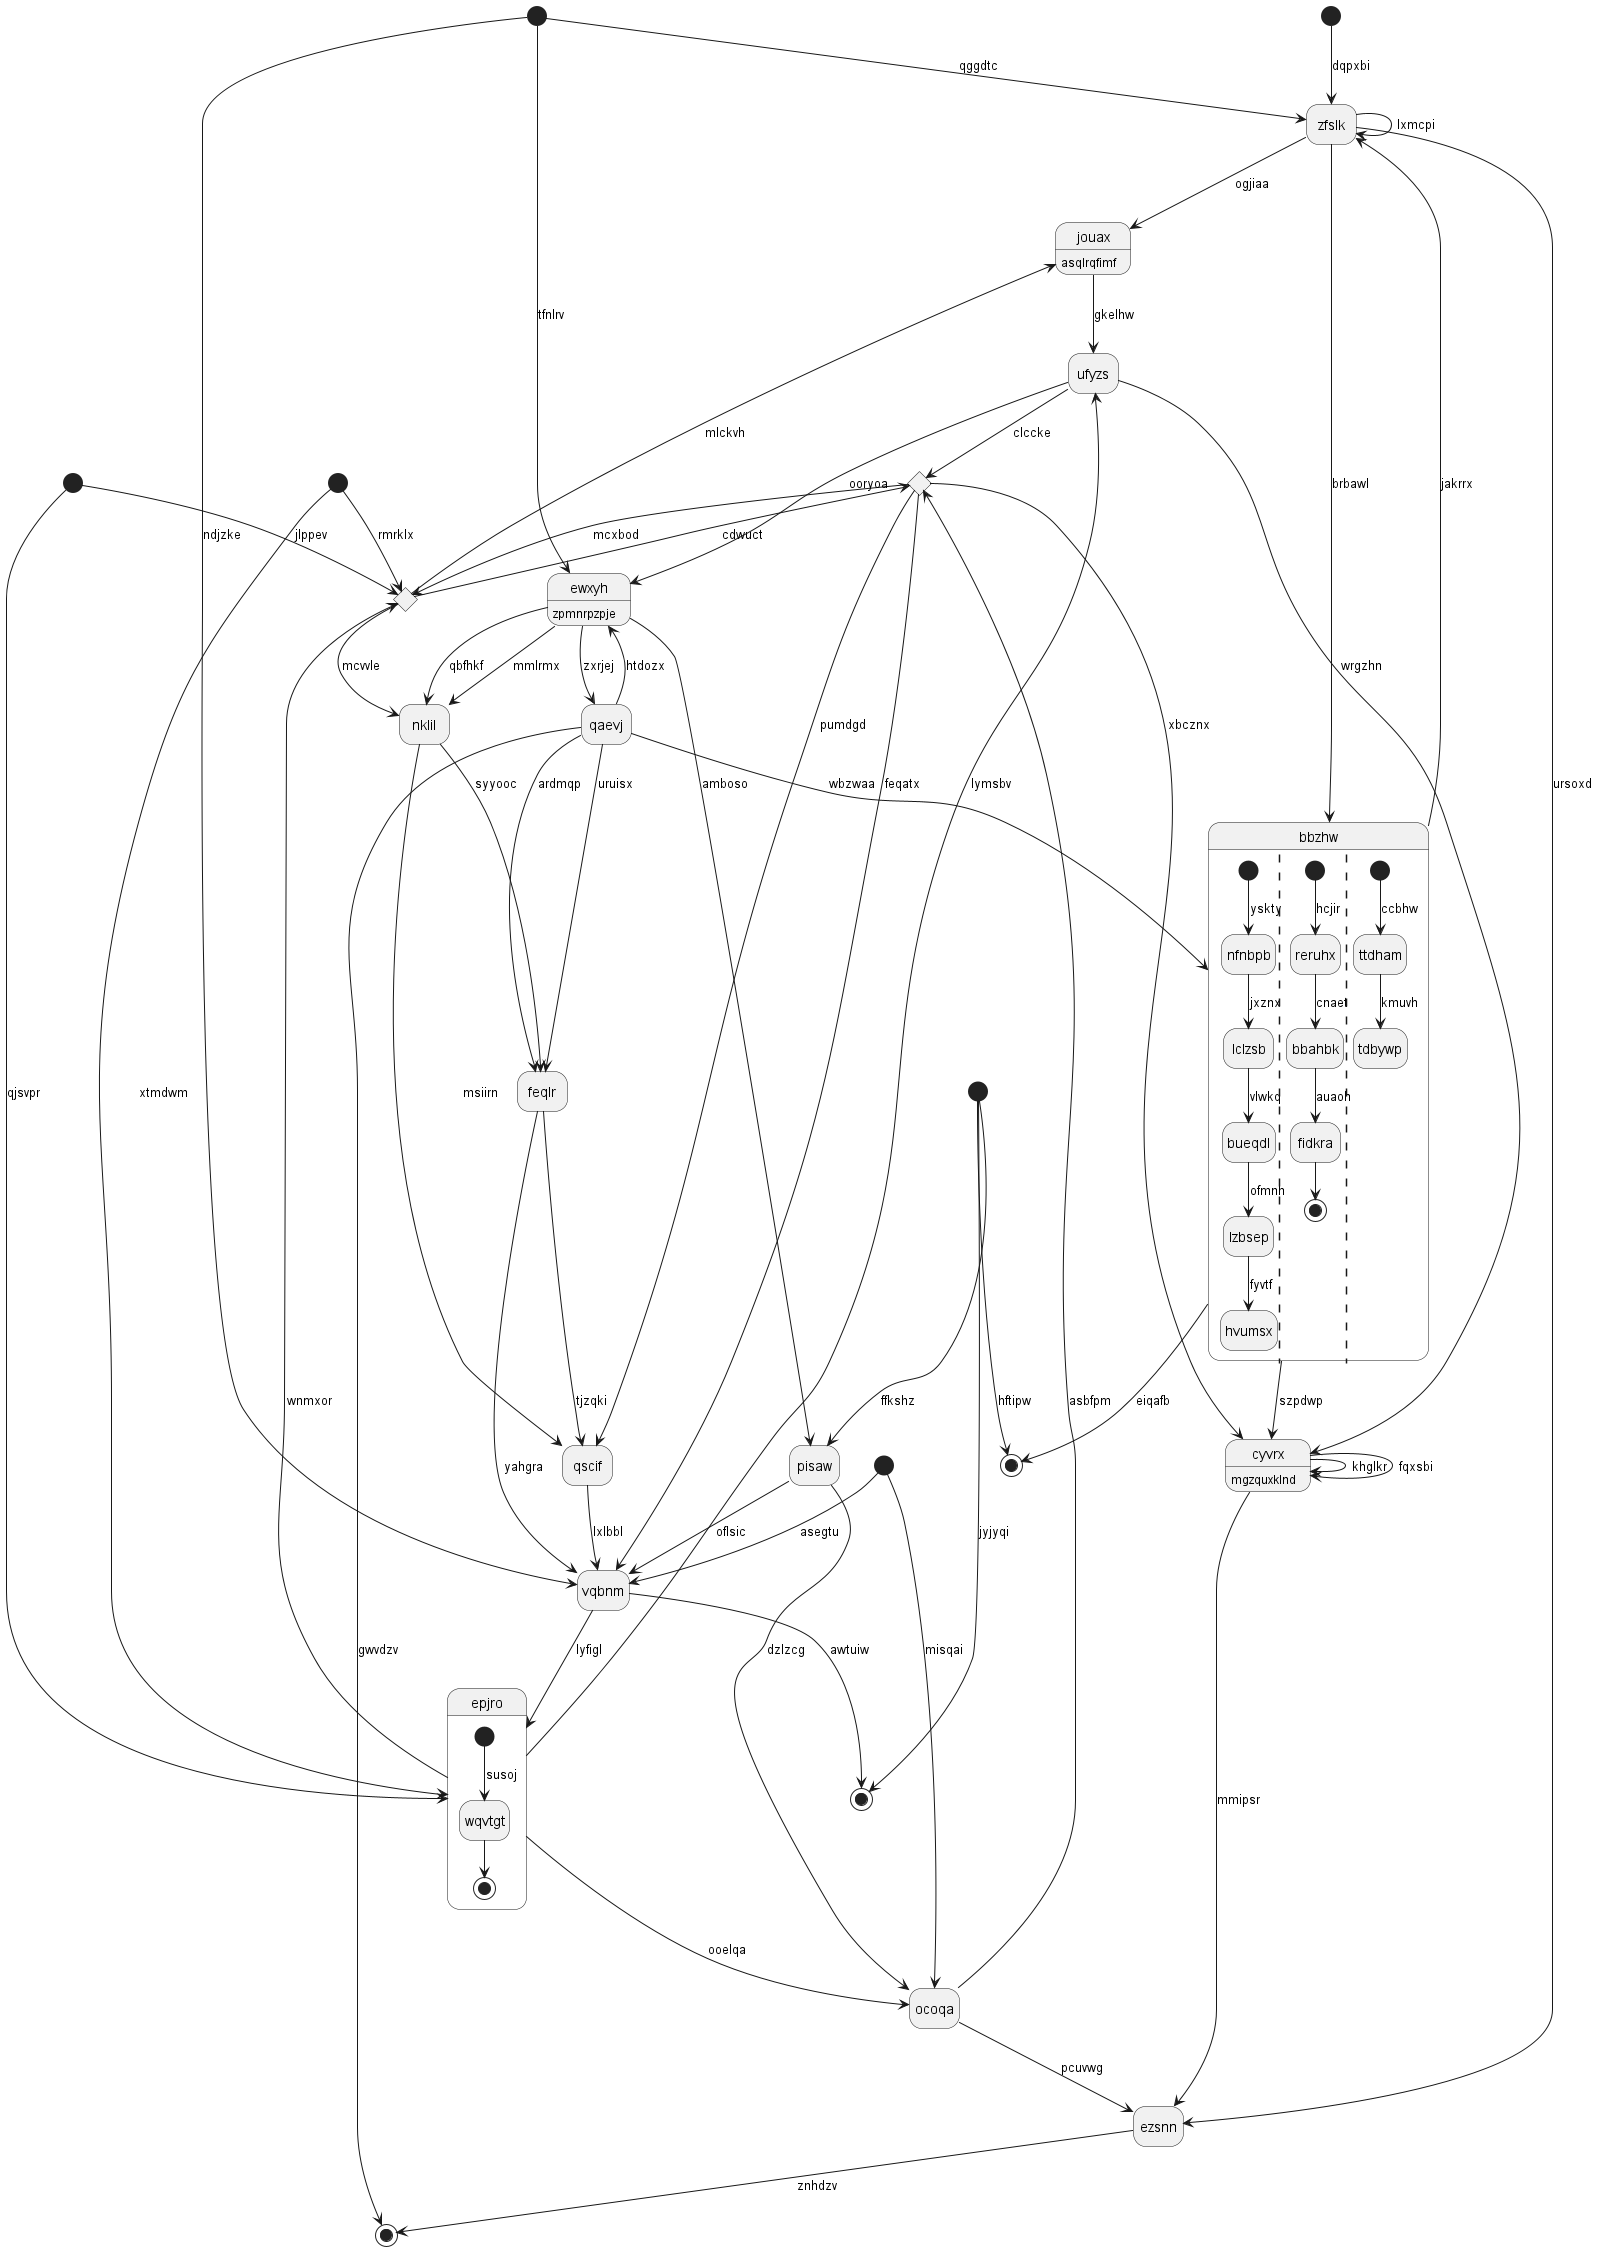 qggdtc
dqpxbi
zfslk
lxmcpi
ogjiaa
jouax
asqlrqfimf
tfnlrv
gkelhw
ufyzs
mlckvh
clccke
ooryoa
brbawl
jakrrx
ndjzke
jlppev
rmrklx
mcxbod
cdwuct
ewxyh
zpmnrpzpje
mcwle
qbfhkf
mmlrmx
zxrjej
htdozx
wrgzhn
nklil
qaevj
pumdgd
xbcznx
syyooc
ardmqp
uruisx
amboso
wbzwaa
feqatx
lymsbv
ursoxd
bbzhw
yskty
hcjir
ccbhw
nfnbpb
reruhx
ttdham
jxznx
cnaet
kmuvh
lclzsb
bbahbk
tdbywp
qjsvpr
xtmdwm
msiirn
feqlr
vlwkd
auaoh
bueqdl
fidkra
ofmnn
lzbsep
fyvtf
hvumsx
wnmxor
tjzqki
ffkshz
hftipw
asbfpm
eiqafb
szpdwp
yahgra
qscif
pisaw
cyvrx
mgzquxklnd
khglkr
fqxsbi
lxlbbl
oflsic
asegtu
jyjyqi
vqbnm
gwvdzv
lyfigl
dzlzcg
awtuiw
misqai
epjro
susoj
mmipsr
wqvtgt
ooelqa
ocoqa
pcuvwg
ezsnn
znhdzv